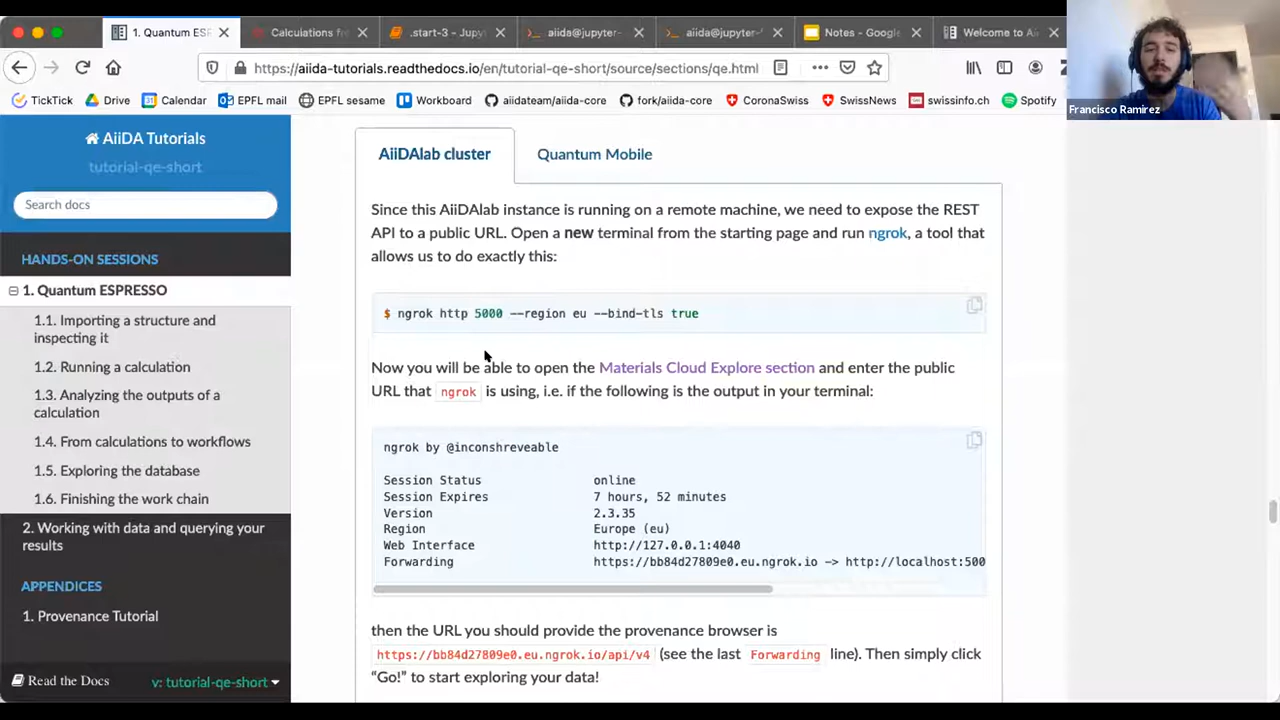 1. Quantum ESP
Calculations fr
.start-3 - Jupyt
aiida@jupyter-
aiida@jupyter-
Notes - Google
Welcome to Aii
https://aiida-tutorials.readthedocs.io/en/tutorial-qe-short/source/sections/qe.html
TickTick
Drive
Calendar
EPFL mail
EPFL sesame
Workboard
aiidateam/aiida-core
fork/aiida-core
CoronaSwiss
SwissNews
swissinfo.ch
Spotify
Francisco Ramirez
AiiDA Tutorials
tutorial-qe-short
Search docs
HANDS-ON SESSIONS
1. Quantum ESPRESSO
1.1. Importing a structure and
inspecting it
1.2. Running a calculation
1.3. Analyzing the outputs of a
calculation
1.4. From calculations to workflows
1.5. Exploring the database
1.6. Finishing the work chain
2. Working with data and querying your
results
APPENDICES
1. Provenance Tutorial
Read the Docs
v: tutorial-qe-short
AiiDAlab cluster
Quantum Mobile
Since this AiiDAlab instance is running on a remote machine, we need to expose the REST
API to a public URL. Open a new terminal from the starting page and run ngrok, a tool that
allows us to do exactly this:
$ ngrok http 5000 --region eu --bind-tls true
Now you will be able to open the Materials Cloud Explore section and enter the public
URL that ngrok is using, i.e. if the following is the output in your terminal:
ngrok by @inconshreveable
Session Status online
Session Expires 7 hours, 52 minutes
Version 2.3.35
Region Europe (eu)
Web Interface http://127.0.0.1:4040
Forwarding https://bb84d27809e0.eu.ngrok.io -> http://localhost:500
then the URL you should provide the provenance browser is
https://bb84d27809e0.eu.ngrok.io/api/v4 (see the last Forwarding line). Then simply click
“Go!” to start exploring your data!